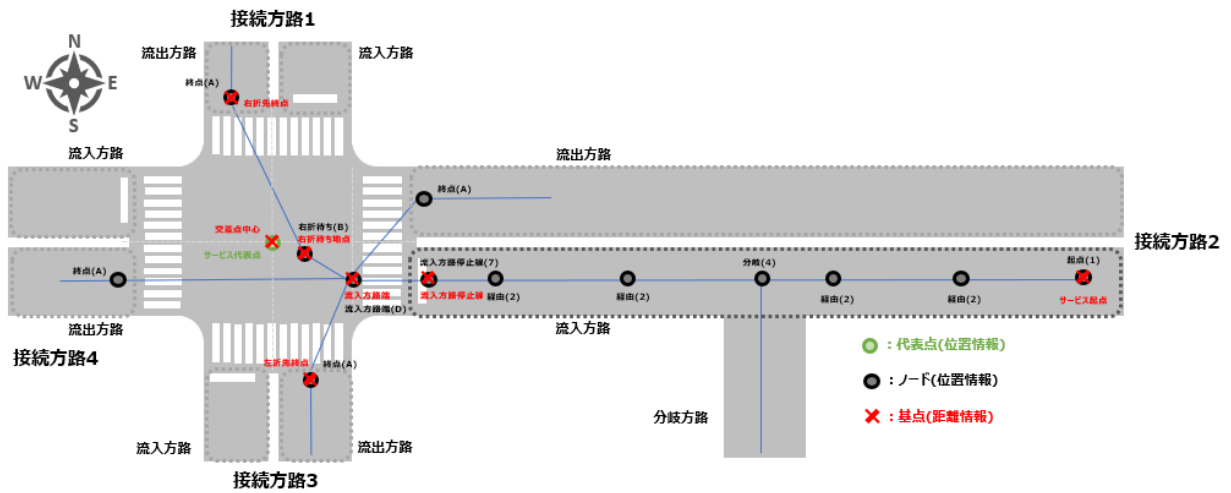 接続方路1
N
W
E
S
流出方路
流入方路
終点(A)
右折先終点
流入方路
流出方路
終点(A)
交差点中心
サービス代表点
右折待ち(B)
右折待ち地点
接続方路2
終点(A)
流入方路停止線(7)
分岐(4)
起点(1)
流入方路端
流入方路停止線
経由(2)
経由(2)
経由(2)
経由(2)
サービス起点
流入方路端(D)
流出方路
流入方路
接続方路4
左折先終点
終点(A)
:代表点(位置情報)
:ノード(位置情報)
:基点(距離情報)
分岐方路
流入方路
流出方路
接続方路3